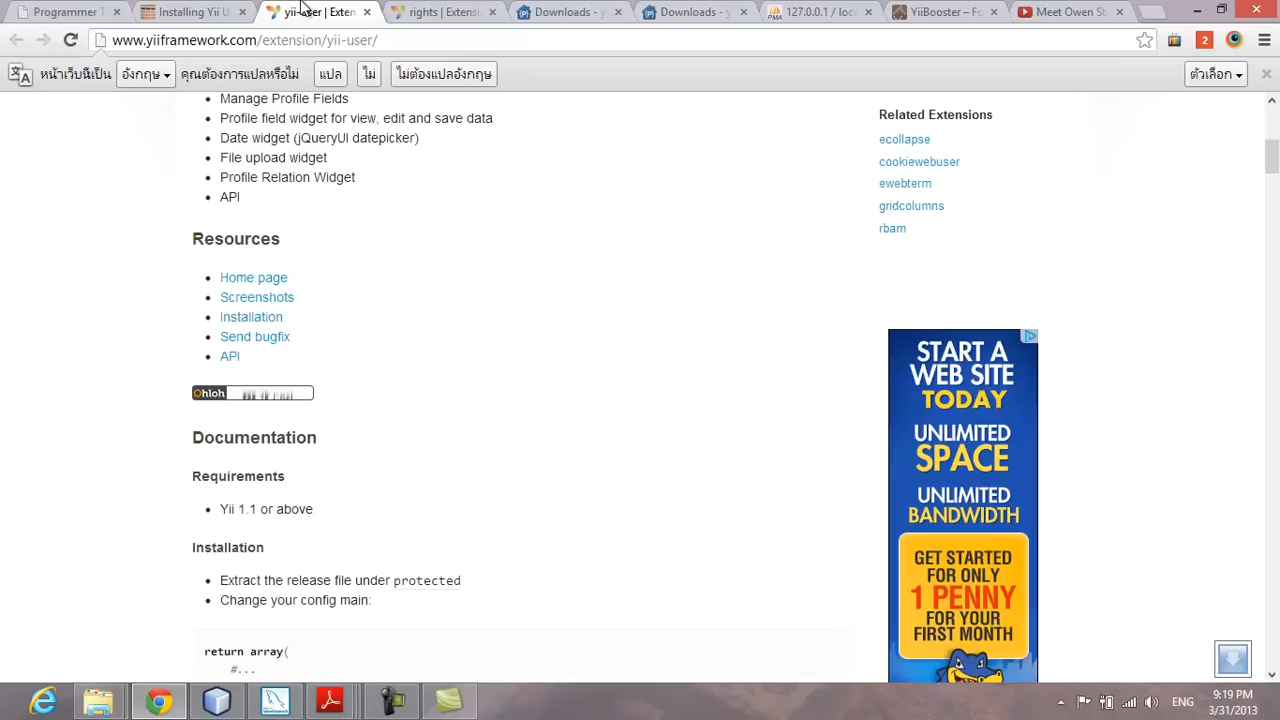 Programmer T
Installing Yii U
yii-user | Exten
rights | Extens
Downloads - y
Downloads - y
127.0.0.1 / loca
YiiBooster – F
Meet Owen St
www.yiiframework.com/extension/yii-user/
2
หน้าเว็บนี้เป็น อังกฤษ คุณต้องการแปลหรือไม่ แปล ไม่ ไม่ต้องแปลอังกฤษ ตัวเลือก
Manage Profile Fields
Profile field widget for view, edit and save data
Date widget (jQueryUI datepicker)
File upload widget
Profile Relation Widget
API
Resources
Home page
Screenshots
Installation
Send bugfix
API
Ohloh
Documentation
Requirements
Yii 1.1 or above
Installation
Extract the release file under protected
Change your config main:
return array(
#...
Related Extensions
ecollapse
cookiewebuser
ewebterm
gridcolumns
rbam
START A
WEB SITE
TODAY
UNLIMITED
SPACE
UNLIMITED
BANDWIDTH
GET STARTED
FOR ONLY
1 PENNY
FOR YOUR
FIRST MONTH
ENG
9:19 PM
3/31/2013